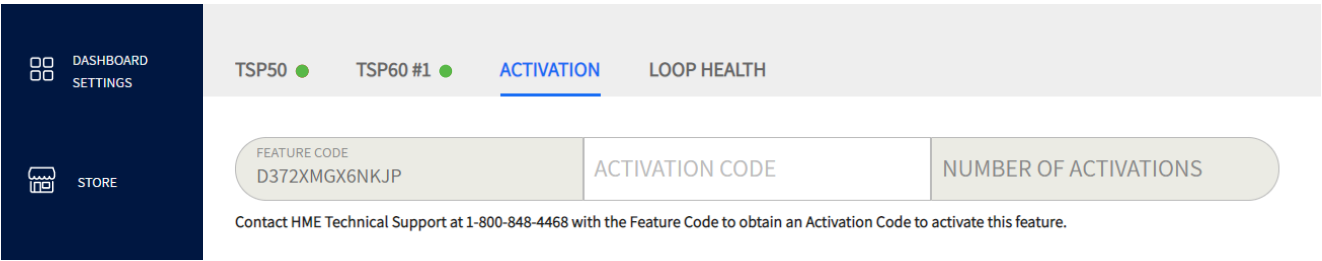 DASHBOARD
SETTINGS
STORE
TSP50
TSP60 #1
ACTIVATION
LOOP HEALTH
FEATURE CODE
D372XMGX6NKJP
ACTIVATION CODE
NUMBER OF ACTIVATIONS
Contact HME Technical Support at 1-800-848-4468 with the Feature Code to obtain an Activation Code to activate this feature.